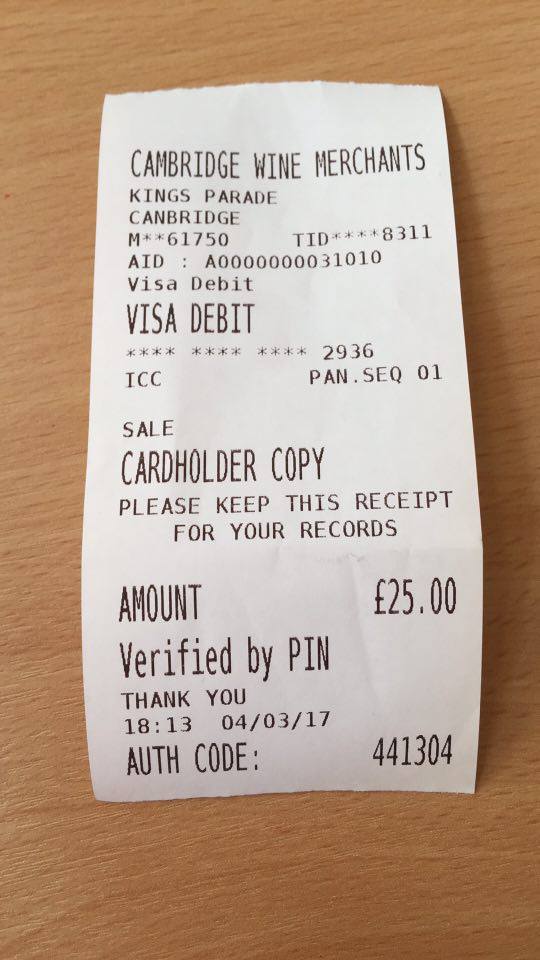 CAMBRIDGE WINE MERCHANTS
KINGS PARADE
CANBRIDGE
M**61750 TID****8311
AID : A0000000031010
Visa Debit
VISA DEBIT
**** **** **** 2936
ICC PAN.SEQ 01
SALE
CARDHOLDER COPY
PLEASE KEEP THIS RECEIPT
FOR YOUR RECORDS
AMOUNT £25.00
Verified by PIN
THANK YOU
18:13 04/03/17
AUTH CODE: 441304